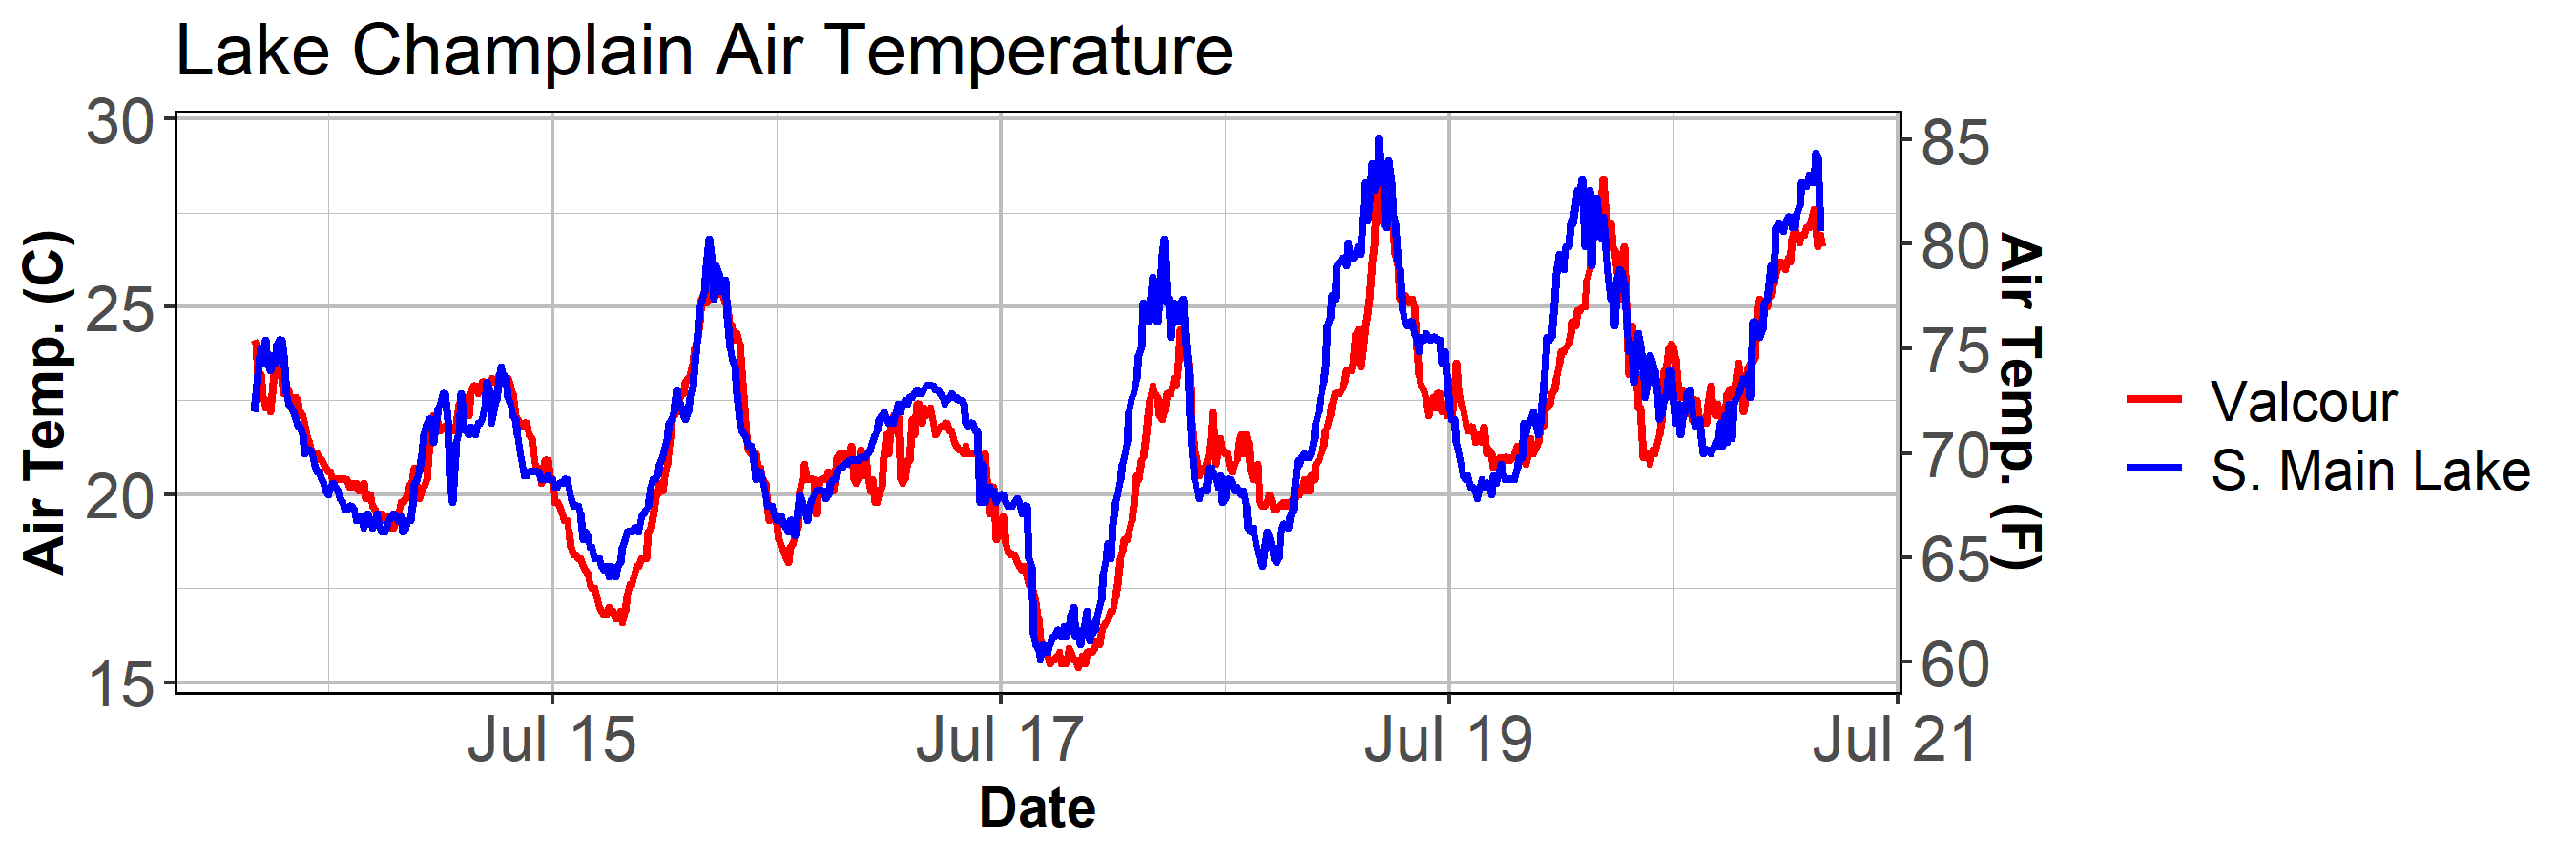 Lake Champlain Air Temperature
Air Temp. (C)
30
25
20
15
85
80
75
70
65
60
Air Temp. (F)
Jul 15
Jul 17
Jul 19
Jul 21
Date
Valcour
S. Main Lake